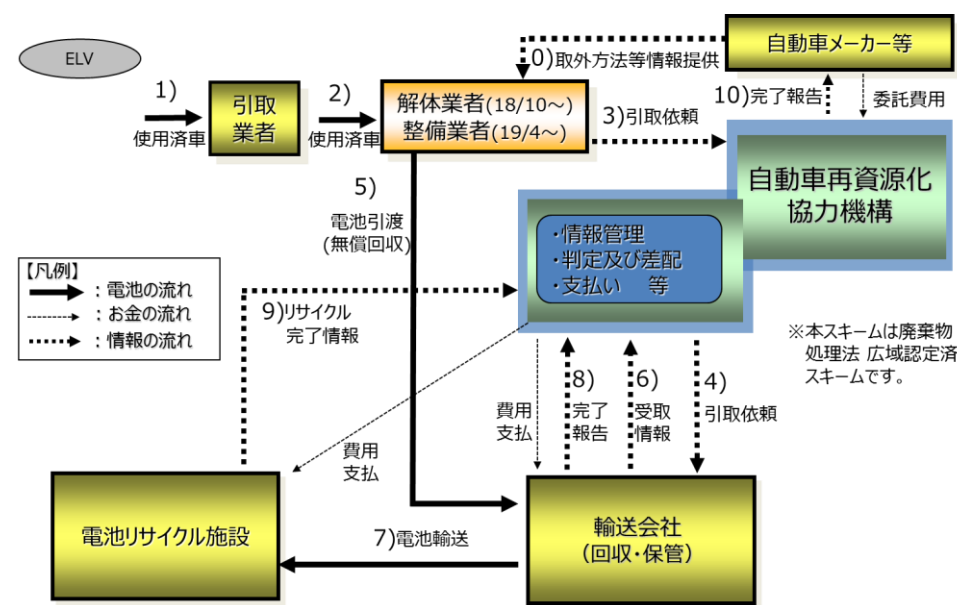 ELV
自動車メーカー等
0)取外方法等情報提供
1)
使用済車
引取
業者
2)
使用済車
解体業者(18/10～)
整備業者(19/4～)
3)引取依頼
10)完了報告
委託費用
自動車再資源化
協力機構
5)
電池引渡
(無償回収)
・情報管理
・判定及び差配
・支払い 等
【凡例】
：電池の流れ
：お金の流れ
：情報の流れ
9)リサイクル
完了情報
※本スキームは廃棄物
処理法 広域認定済
スキームです。
費用
支払
費用
支払
8)
完了
報告
6)
受取
情報
4)
引取依頼
電池リサイクル施設
7)電池輸送
輸送会社
（回収・保管）